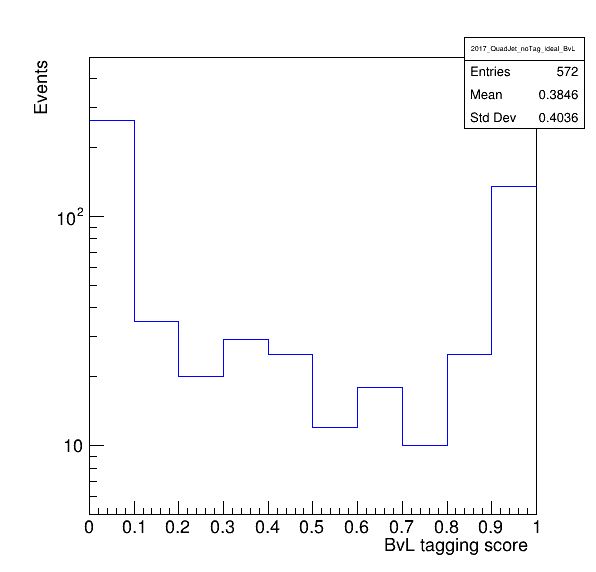 2017_QuadJet_noTag_ideal_BvL
Entries 572
Mean 0.3846
Std Dev 0.4036
Events
10²
10
0 0.1 0.2 0.3 0.4 0.5 0.6 0.7 0.8 0.9 1
BvL tagging score